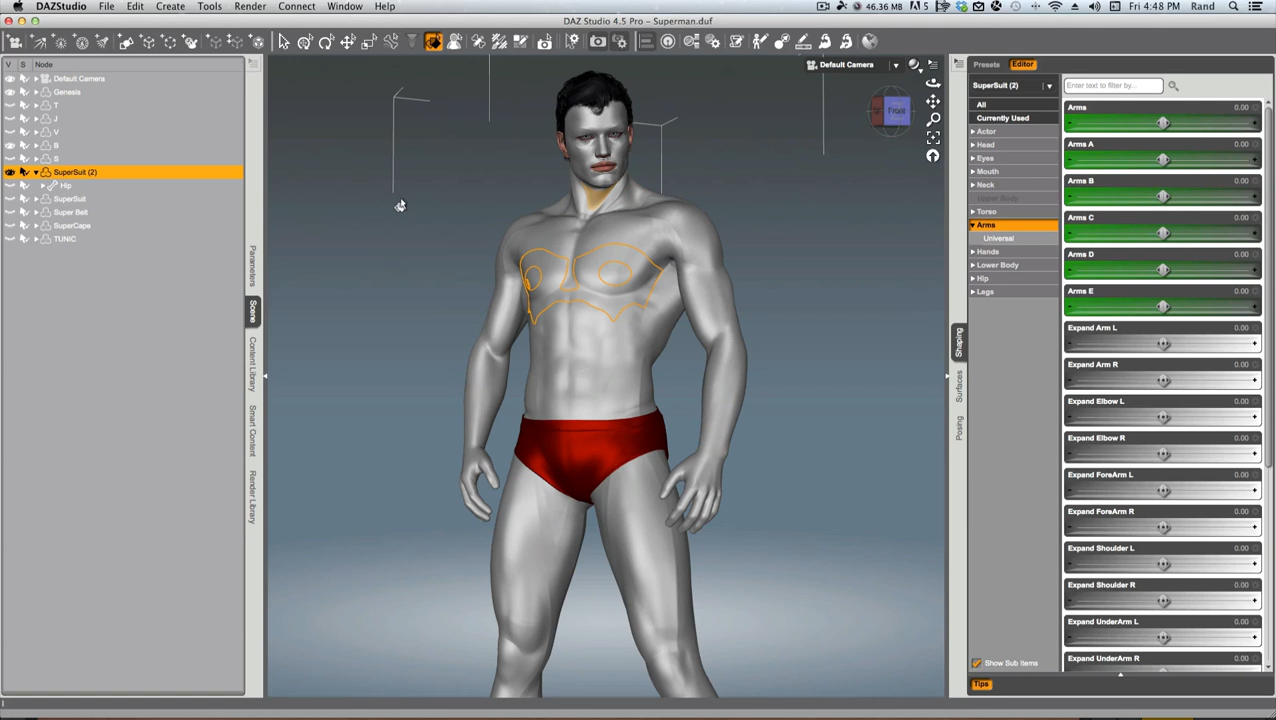 DAZStudio File Edit Create Tools Render Connect Window Help 46.36 MB 5 Fri 4:48 PM Rand
DAZ Studio 4.5 Pro - Superman.duf
V S Node
Default Camera
Genesis
T
J
V
B
S
SuperSuit (2)
Hip
SuperSuit
Super Belt
SuperCape
TUNIC
Parameters
Scene
Content Library
Smart Content
Render Library
Default Camera
Front
Shaping
Surfaces
Posing
Presets Editor
SuperSuit (2)
All
Currently Used
Actor
Head
Eyes
Mouth
Neck
Upper Body
Torso
Arms
Universal
Hands
Lower Body
Hip
Legs
Show Sub Items
Tips
Enter text to filter by...
Arms 0.00
Arms A 0.00
Arms B 0.00
Arms C 0.00
Arms D 0.00
Arms E 0.00
Expand Arm L 0.00
Expand Arm R 0.00
Expand Elbow L 0.00
Expand Elbow R 0.00
Expand ForeArm L 0.00
Expand ForeArm R 0.00
Expand Shoulder L 0.00
Expand Shoulder R 0.00
Expand UnderArm L 0.00
Expand UnderArm R 0.00